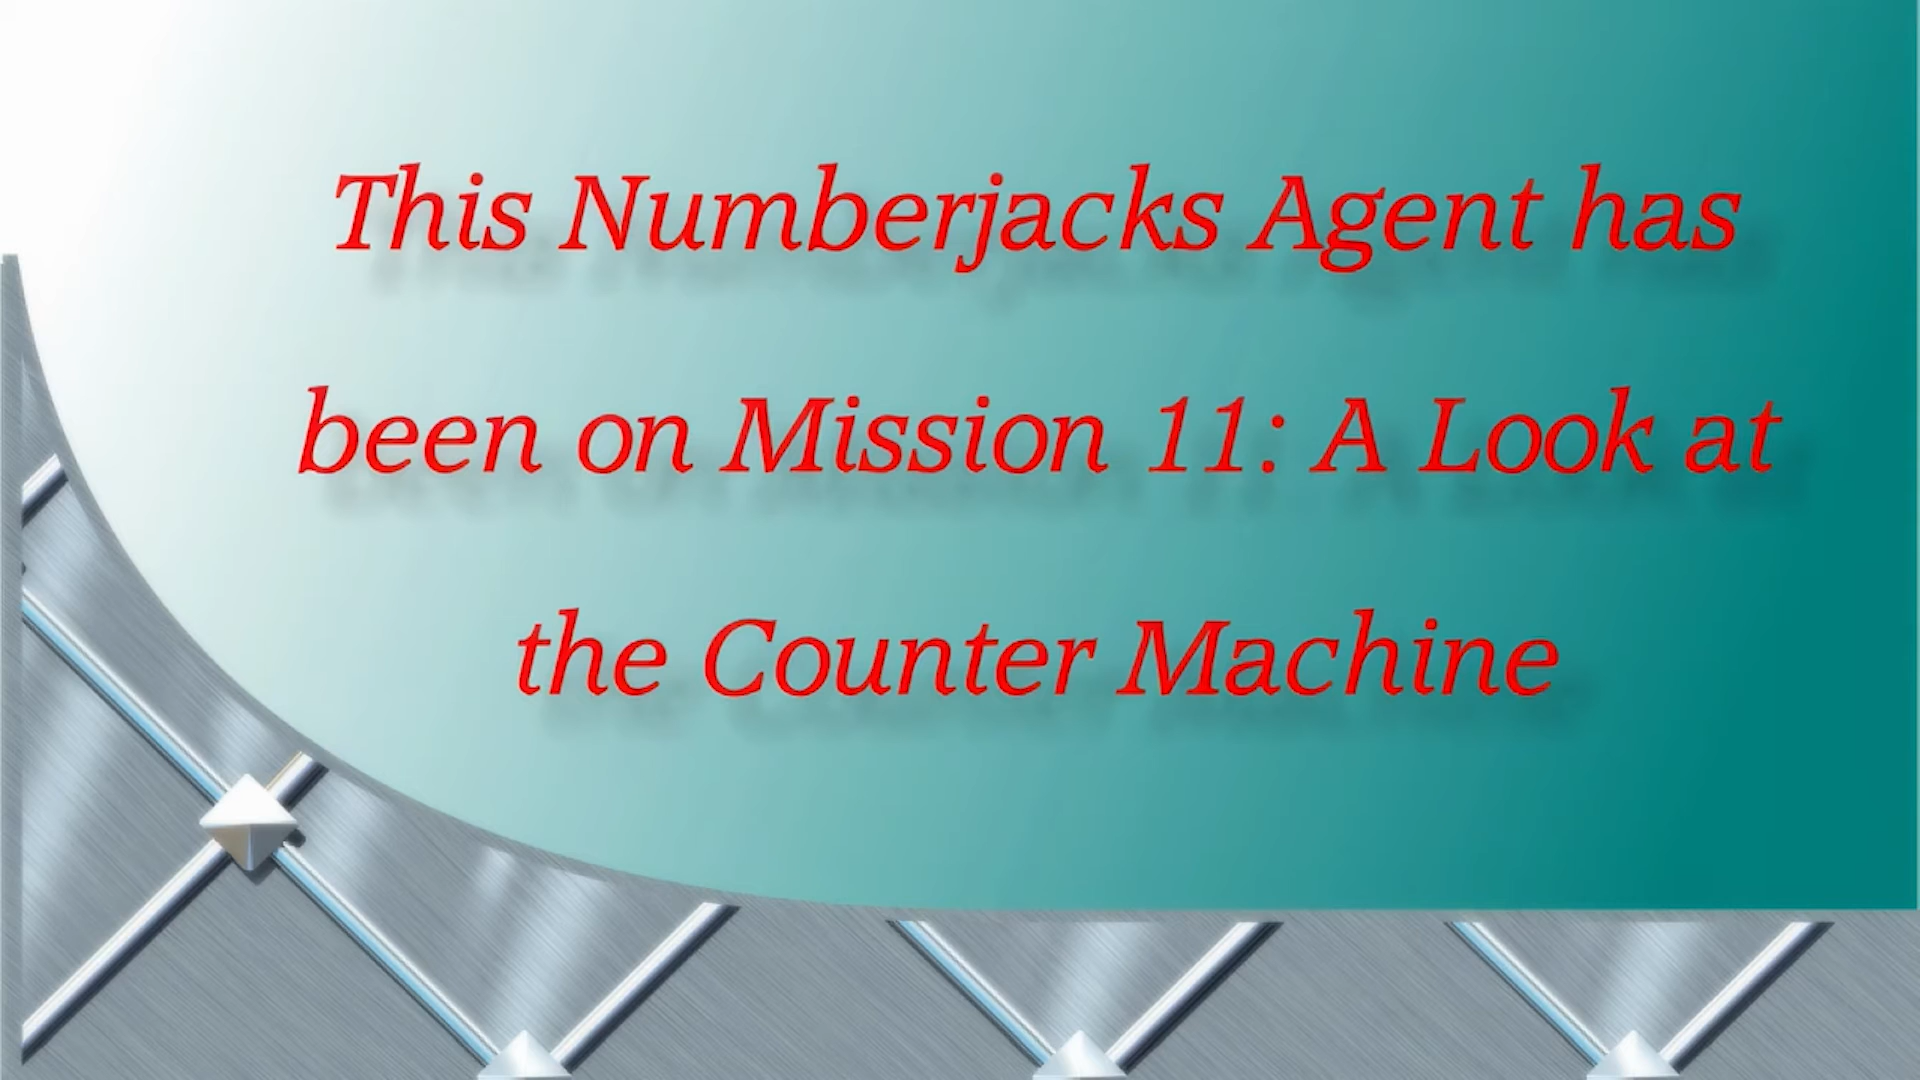 This Numberjacks Agent has
been on Mission 11: A Look at
the Counter Machine